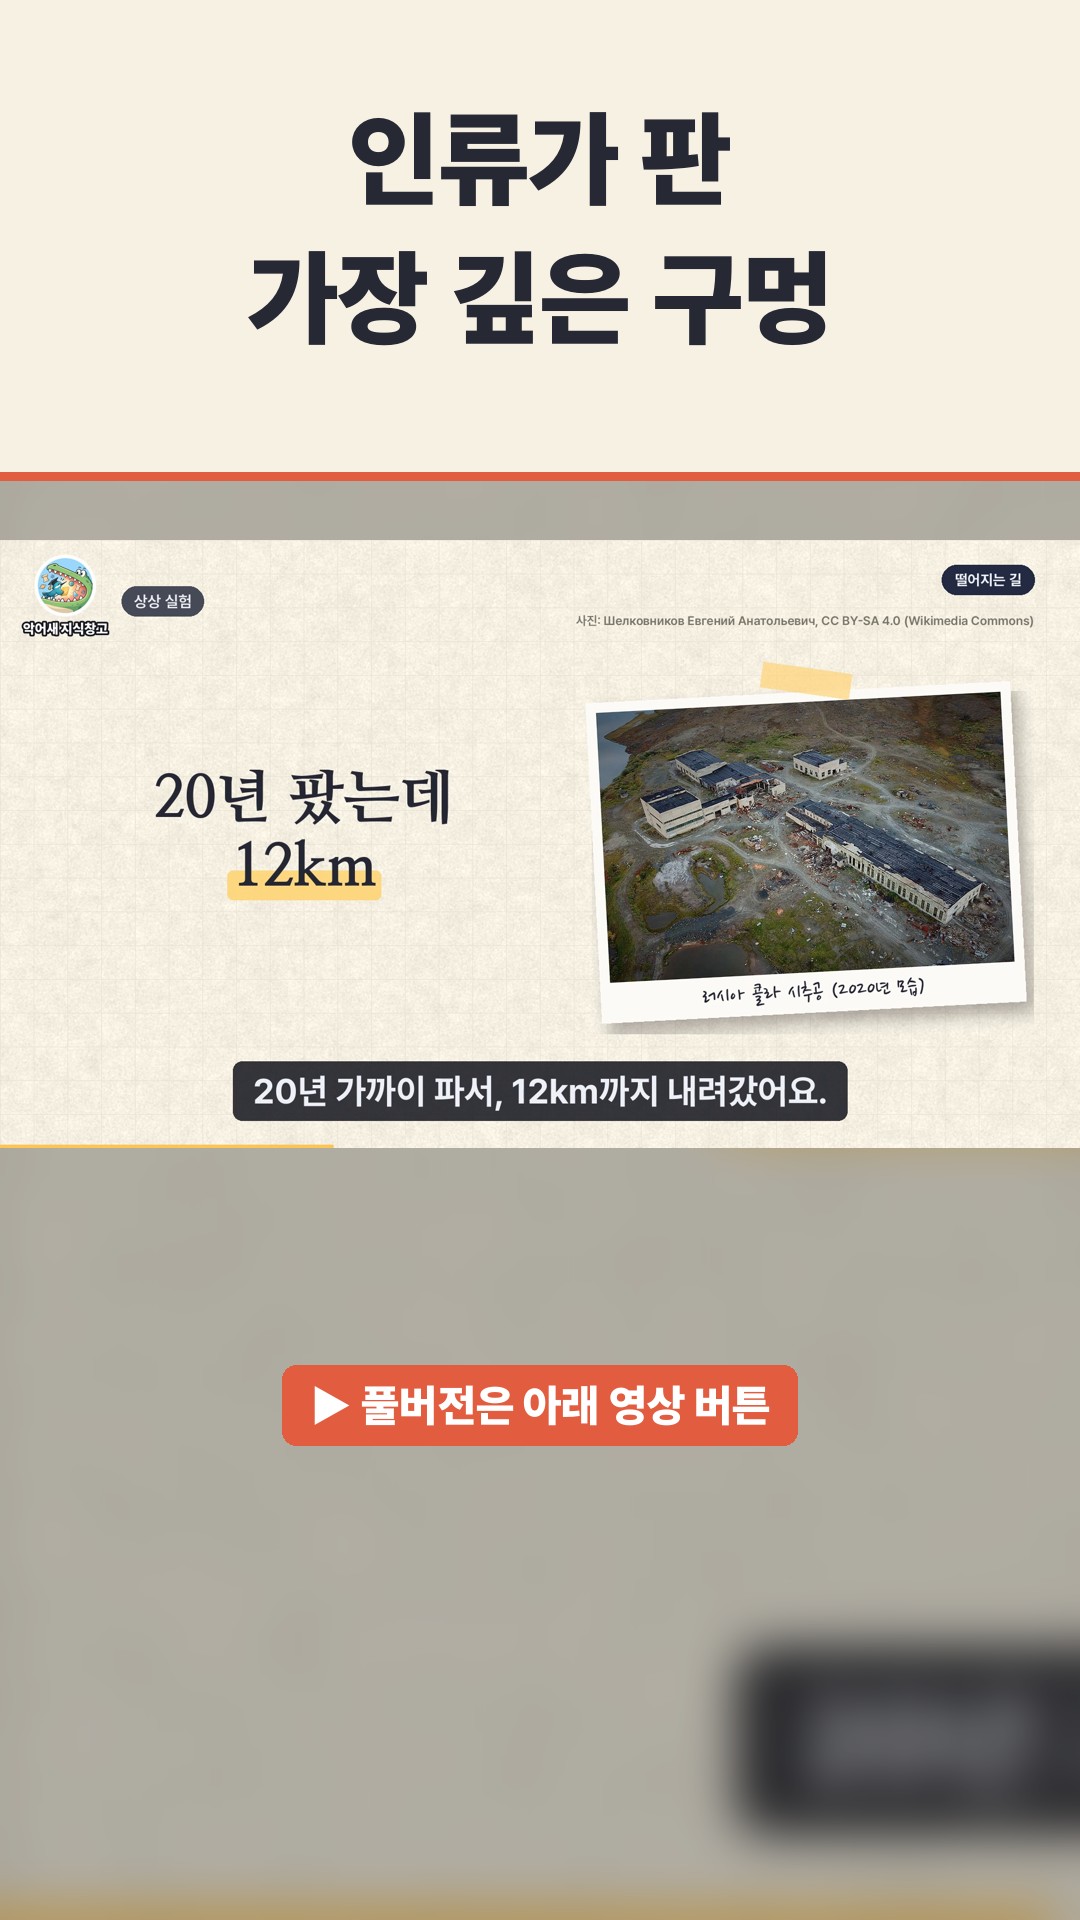 인류가 판
가장 깊은 구멍
악어새 지식창고
상상 실험
떨어지는 길
사진: Шелковников Евгений Анатольевич, CC BY-SA 4.0 (Wikimedia Commons)
20년 팠는데
12km
러시아 콜라 시추공 (2020년 모습)
20년 가까이 파서, 12km까지 내려갔어요.
▶ 풀버전은 아래 영상 버튼